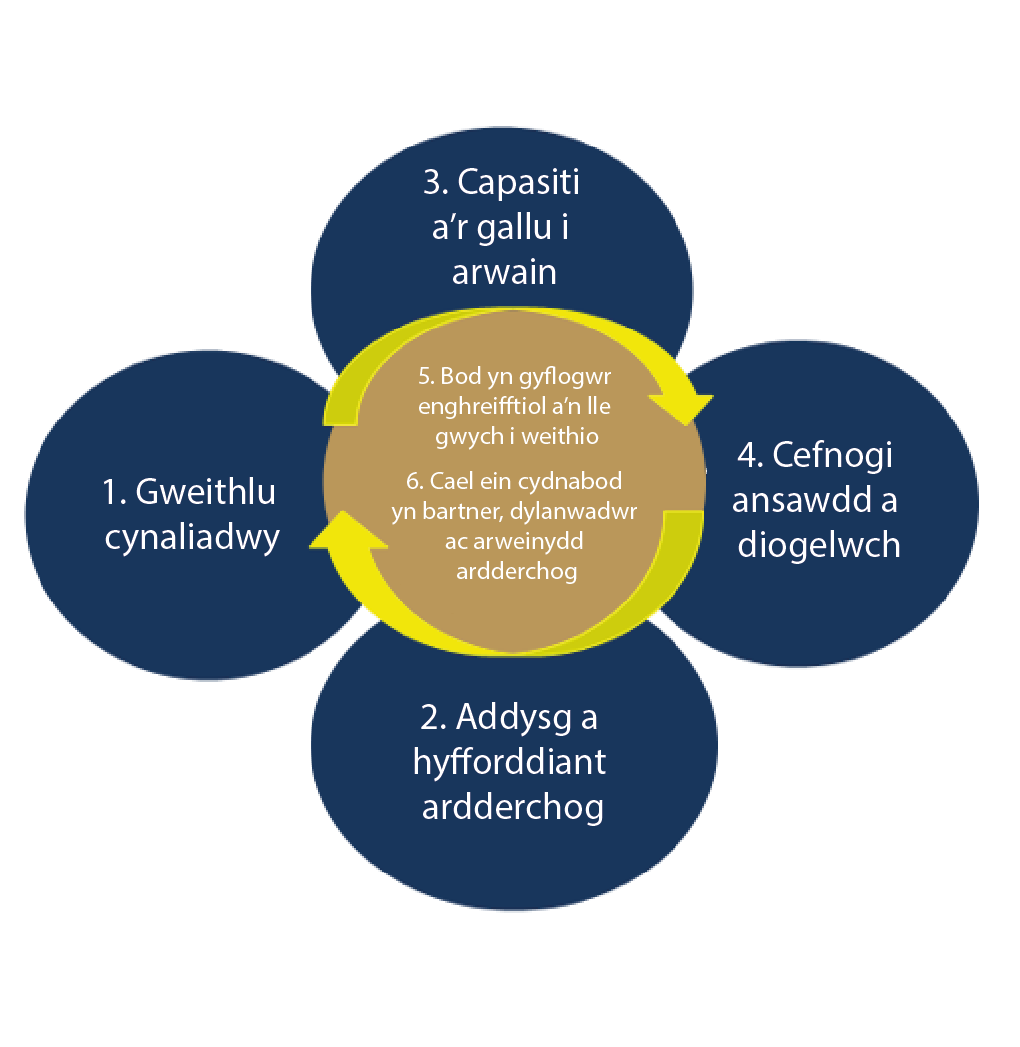 3. Capasiti
a’r gallu i
arwain
5. Bod yn gyflogwr
enghreifftiol a’n lle
gwych i weithio
6. Cael ein cydnabod
yn bartner, dylanwadwr
ac arweinydd
ardderchog
1. Gweithlu
cynaliadwy
4. Cefnogi
ansawdd a
diogelwch
2. Addysg a
hyfforddiant
ardderchog